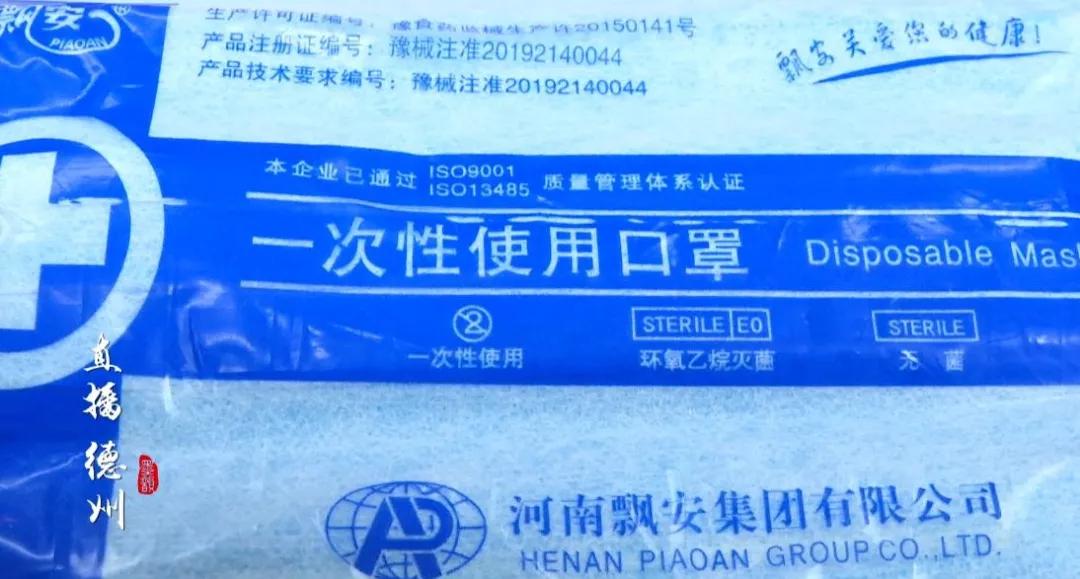 飘安
PIAOAN
生产许可证编号：豫食药监械生产许20150141号
产品注册证编号：豫械注准20192140044
产品技术要求编号：豫械注准20192140044
飘安关爱您的健康！
本企业已通过 ISO9001 ISO13485 质量管理体系认证
一次性使用口罩 Disposable Mas
2
STERILE EO
STERILE
一次性使用
环氧乙烷灭菌
无菌
直播德州
河南飘安集团有限公司
HENAN PIAOAN GROUP CO.,LTD.